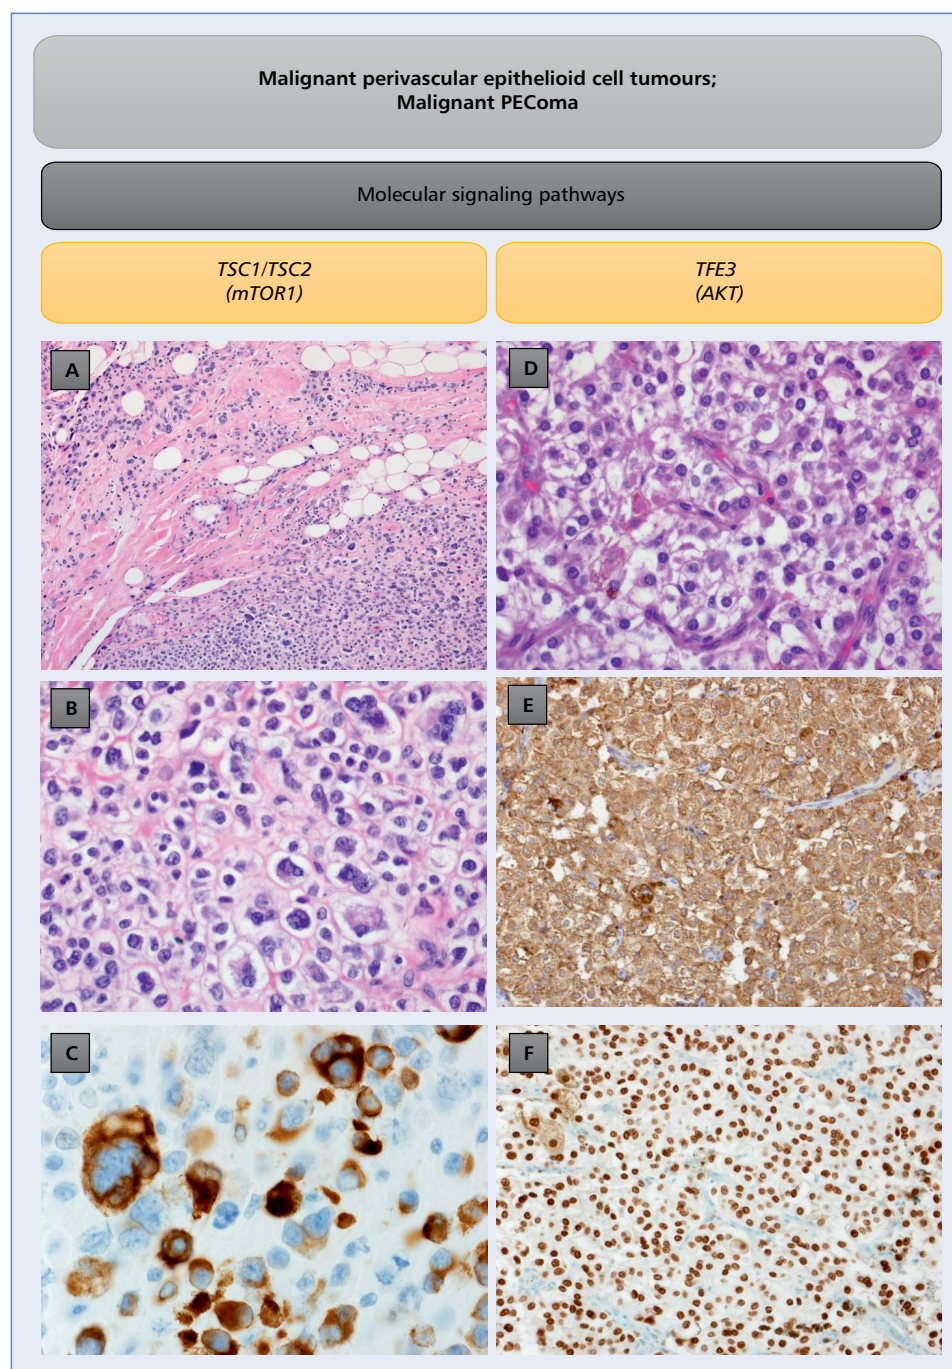 Malignant perivascular epithelioid cell tumours;
Malignant PEComa
Molecular signaling pathways
TSC1/TSC2
(mTOR1)
TFE3
(AKT)
A
D
B
E
C
F